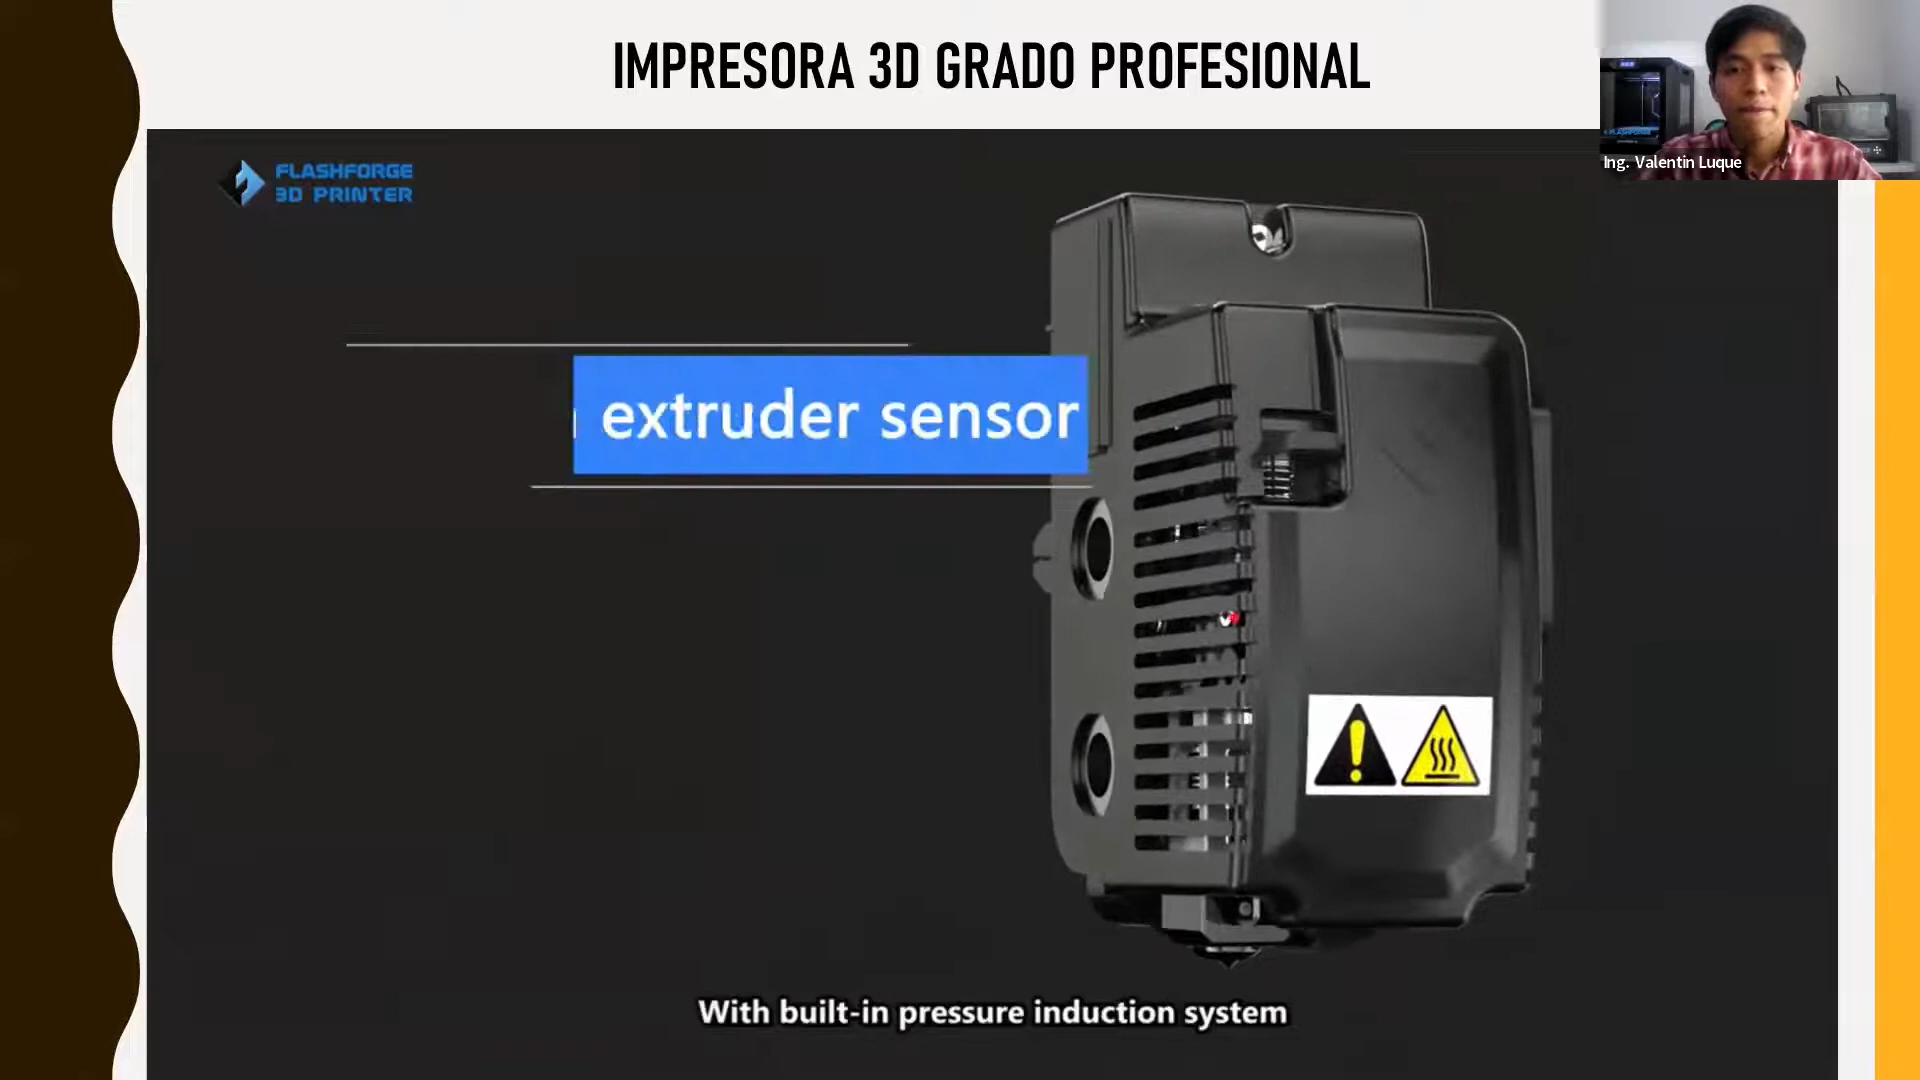 IMPRESORA 3D GRADO PROFESIONAL
Ing. Valentin Luque
FLASHFORGE
3D PRINTER
extruder sensor
With built-in pressure induction system